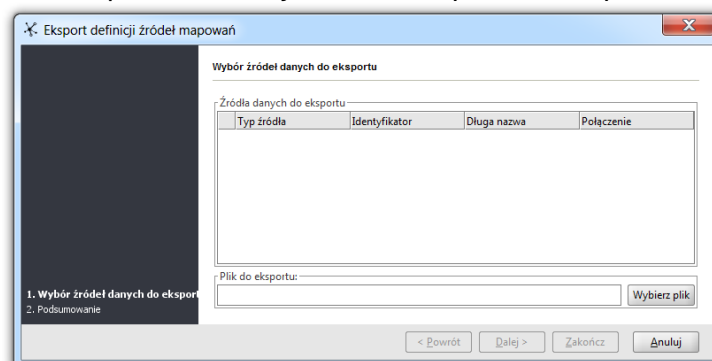 Eksport definicji źródeł mapowań
Wybór źródeł danych do eksportu
Źródła danych do eksportu
Typ źródła Identyfikator Długa nazwa Połączenie
Plik do eksportu:
Wybierz plik
1. Wybór źródeł danych do eksport
2. Podsumowanie
< Powrót Dalej > Zakończ Anuluj